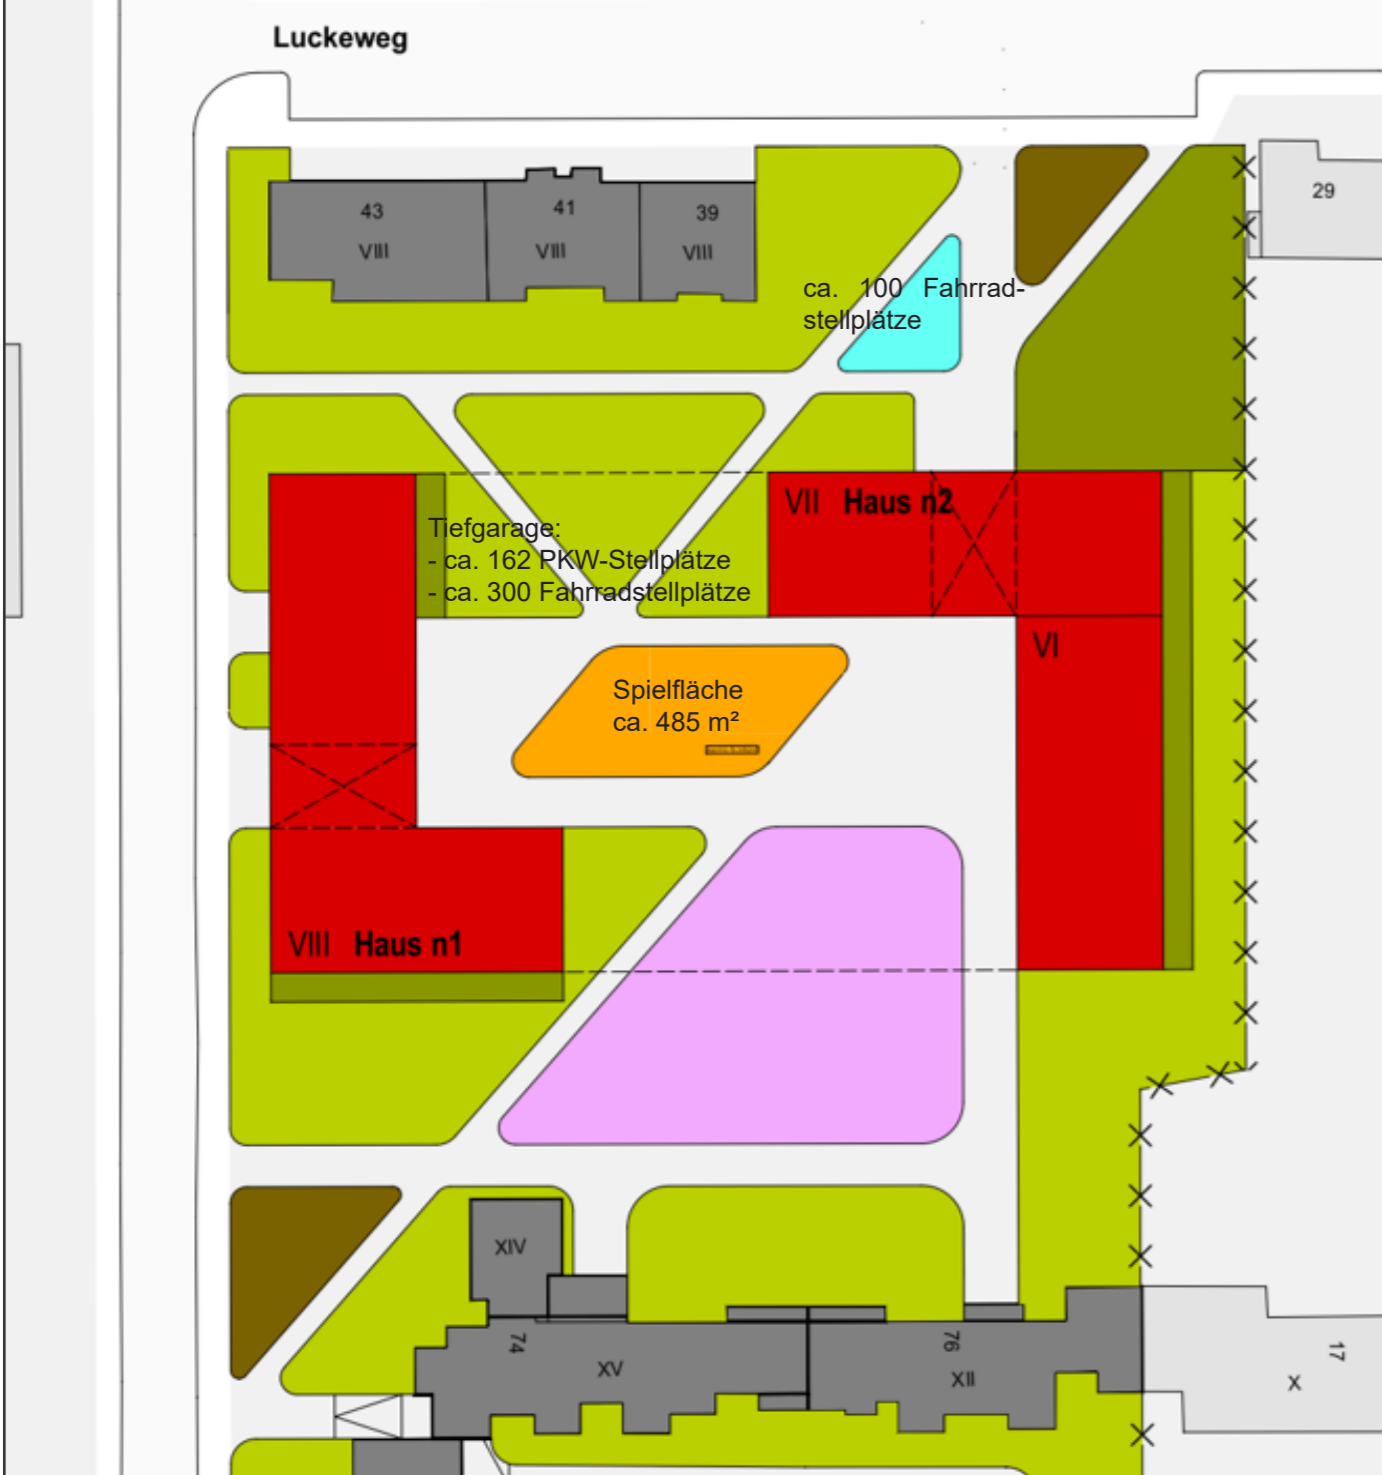 Luckeweg
43
41
39
VIII
VIII
VIII
29
ca. 100 Fahrrad-
stellplätze
VII Haus n2
Tiefgarage:
- ca. 162 PKW-Stellplätze
- ca. 300 Fahrradstellplätze
VI
Spielfläche
ca. 485 m²
VIII Haus n1
XIV
74
76
17
XV
XII
X